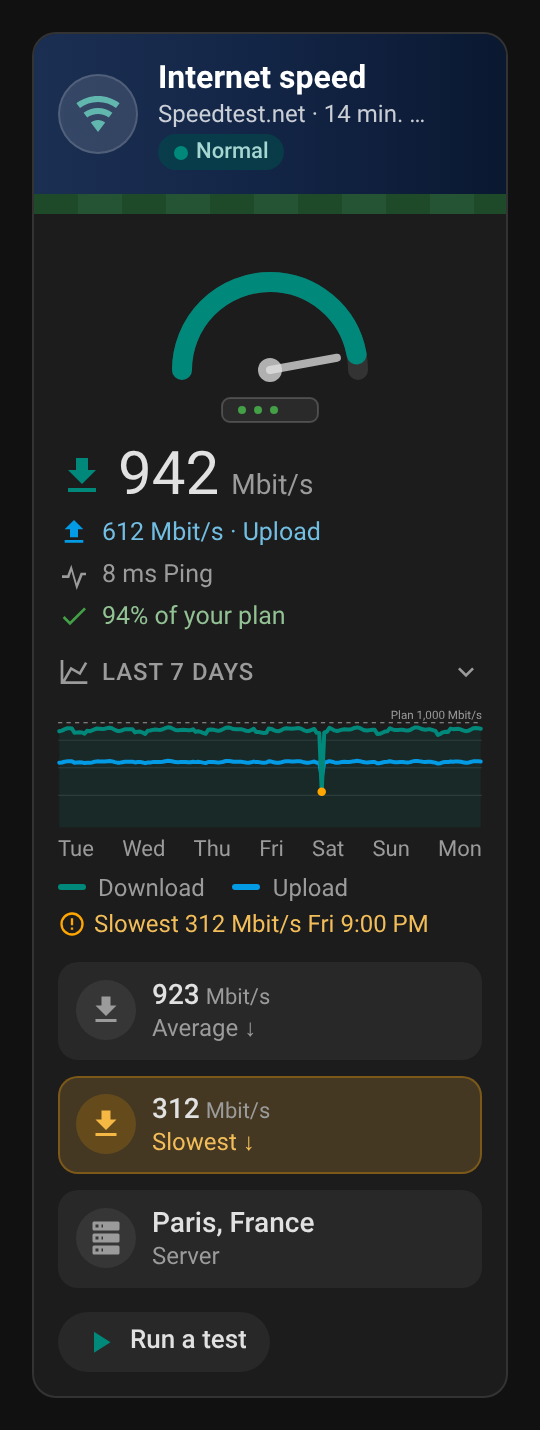 Internet speed
Speedtest.net · 14 min. ...
Normal
942 Mbit/s
612 Mbit/s · Upload
8 ms Ping
94% of your plan
LAST 7 DAYS
Plan 1,000 Mbit/s
Tue Wed Thu Fri Sat Sun Mon
Download Upload
Slowest 312 Mbit/s Fri 9:00 PM
923 Mbit/s
Average ↓
312 Mbit/s
Slowest ↓
Paris, France
Server
Run a test